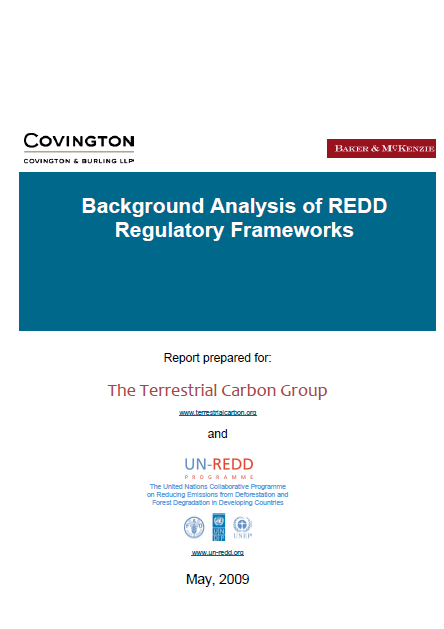 COVINGTON
COVINGTON & BURLING LLP
BAKER & MCKENZIE
Background Analysis of REDD
Regulatory Frameworks
Report prepared for:
The Terrestrial Carbon Group
www.terrestrialcarbon.org
and
UN-REDD
PROGRAMME
The United Nations Collaborative Programme
on Reducing Emissions from Deforestation and
Forest Degradation in Developing Countries
UNEP
www.un-redd.org
May, 2009